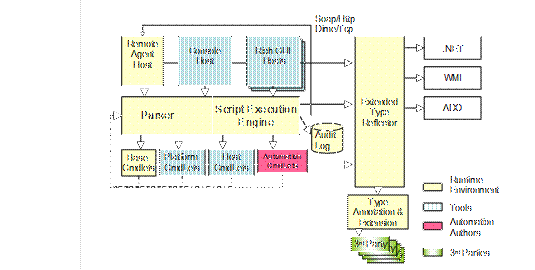 Soap/Http
Dime/Tcp
Remote
Agent
Host
Console
Host
Rich GUI
Hosts
.NET
WMI
ADO
Extended
Type
Reflector
Parser
Script Execution
Engine
Audit
Log
Base
Cmdlets
Platform
Cmdlets
Host
Cmdlets
Automation
Cmdlets
Type
Annotation &
Extension
3rd Party
Runtime
Environment
Tools
Automation
Authors
3rd Parties